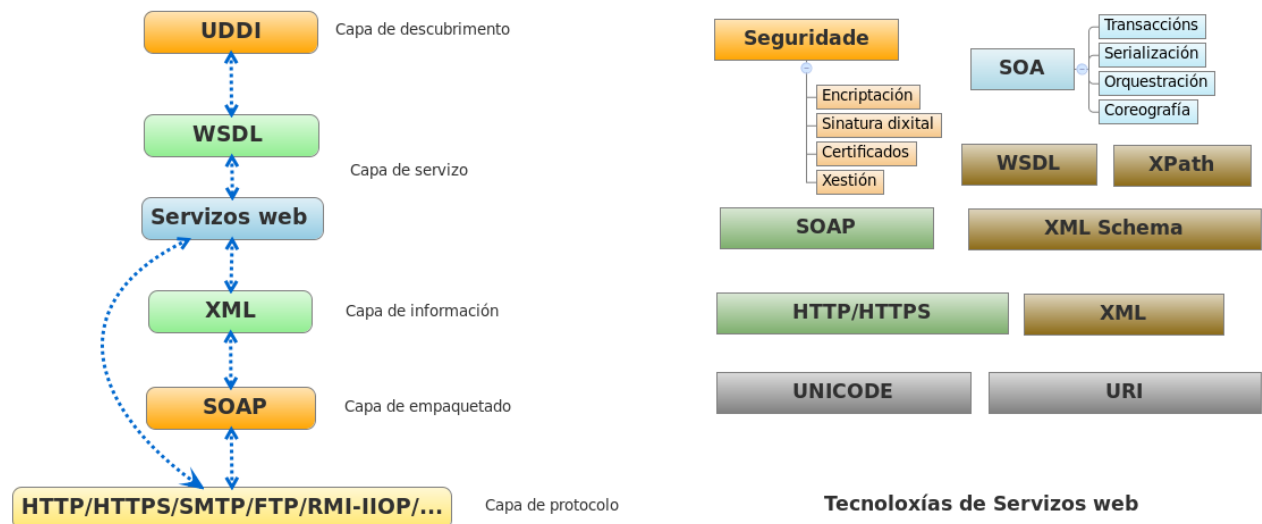 UDDI
Capa de descubrimento
WSDL
Capa de servizo
Servizos web
XML
Capa de información
SOAP
Capa de empaquetado
HTTP/HTTPS/SMTP/FTP/RMI-IIOP/...
Capa de protocolo
Seguridade
Encriptación
Sinatura dixital
Certificados
Xestión
SOA
Transaccións
Serialización
Orquestración
Coreografía
WSDL
XPath
SOAP
XML Schema
HTTP/HTTPS
XML
UNICODE
URI
Tecnoloxías de Servizos web